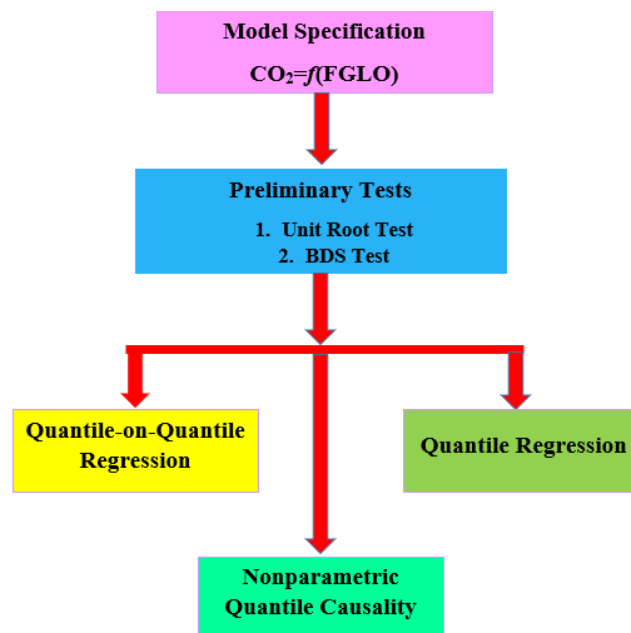 Model Specification
CO₂=f(FGLO)
Preliminary Tests
1. Unit Root Test
2. BDS Test
Quantile-on-Quantile
Regression
Quantile Regression
Nonparametric
Quantile Causality